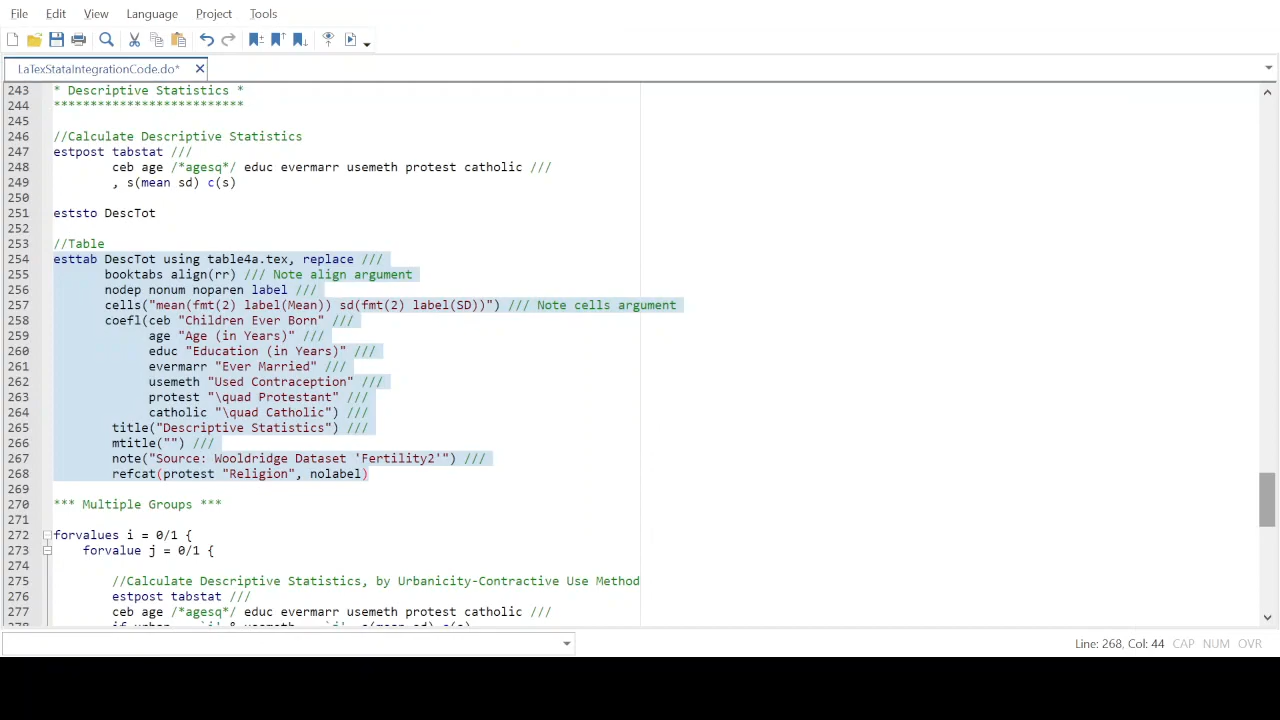 File Edit View Language Project Tools
LaTexStataIntegrationCode.do*
243 * Descriptive Statistics *
244 **************************
245
246 //Calculate Descriptive Statistics
247 estpost tabstat ///
248 ceb age /*agesq*/ educ evermarr usemeth protest catholic ///
249 , s(mean sd) c(s)
250
251 eststo DescTot
252
253 //Table
254 esttab DescTot using table4a.tex, replace ///
255 booktabs align(rr) /// Note align argument
256 nodep nonum noparen label ///
257 cells("mean(fmt(2) label(Mean)) sd(fmt(2) label(SD))") /// Note cells argument
258 coefl(ceb "Children Ever Born" ///
259 age "Age (in Years)" ///
260 educ "Education (in Years)" ///
261 evermarr "Ever Married" ///
262 usemeth "Used Contraception" ///
263 protest "\quad Protestant" ///
264 catholic "\quad Catholic") ///
265 title("Descriptive Statistics") ///
266 mtitle("") ///
267 note("Source: Wooldridge Dataset 'Fertility2'") ///
268 refcat(protest "Religion", nolabel)
269
270 *** Multiple Groups ***
271
272 forvalues i = 0/1 {
273 forvalue j = 0/1 {
274
275 //Calculate Descriptive Statistics, by Urbanicity-Contractive Use Method
276 estpost tabstat ///
277 ceb age /*agesq*/ educ evermarr usemeth protest catholic ///
Line: 268, Col: 44 CAP NUM OVR